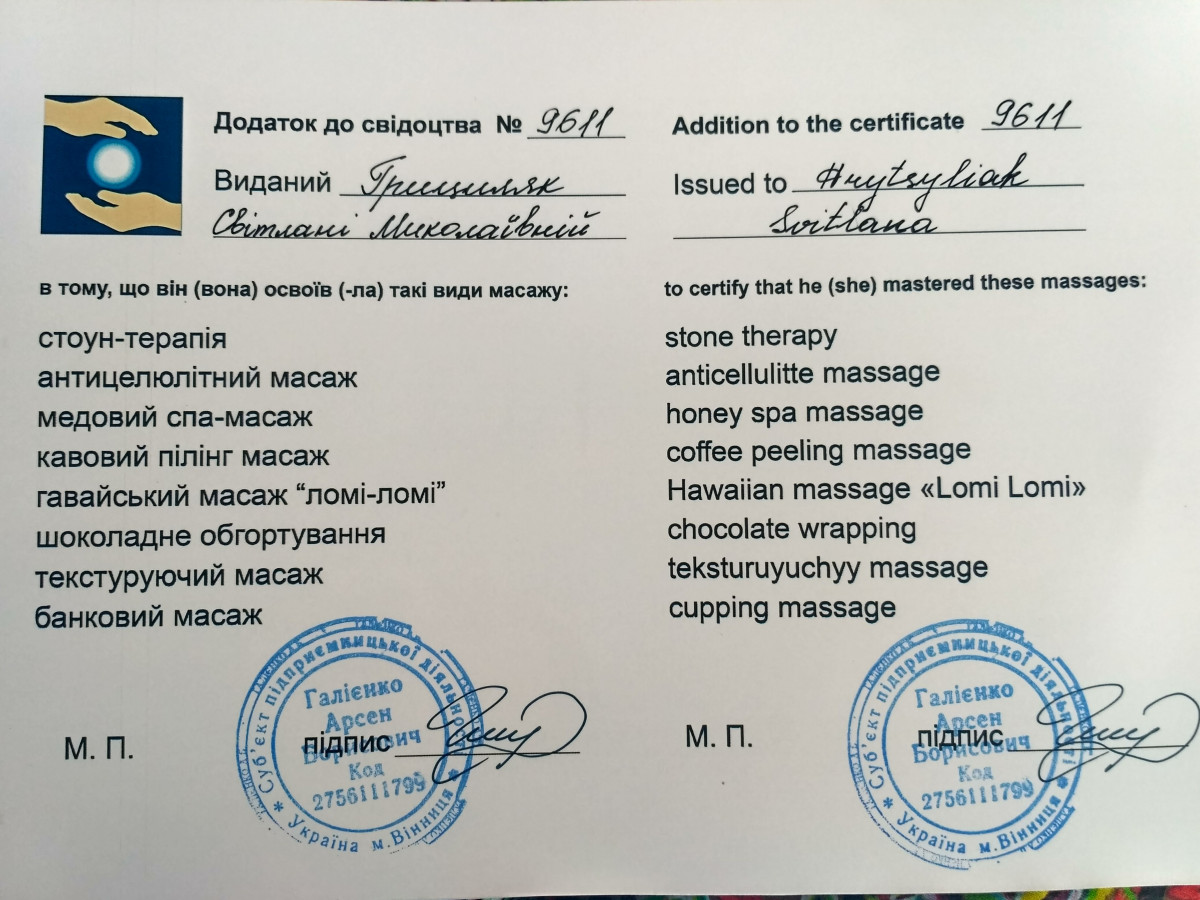 Додаток до свідоцтва № 9611
Виданий Грициляк
Світлані Миколаївній
в тому, що він (вона) освоїв (-ла) такі види масажу:
стоун-терапія
антицелюлітний масаж
медовий спа-масаж
кавовий пілінг масаж
гавайський масаж “ломі-ломі”
шоколадне обгортування
текстуруючий масаж
банковий масаж
М. П.
підпис
Суб'єкт підприємницької діяльності
Галієнко
Арсен
Борисович
Код
2756111799
* Україна м.Вінниця *
Addition to the certificate 9611
Issued to Hrytsyliak
Svitlana
to certify that he (she) mastered these massages:
stone therapy
anticellulitte massage
honey spa massage
coffee peeling massage
Hawaiian massage «Lomi Lomi»
chocolate wrapping
teksturuyuchyy massage
cupping massage
М. П.
підпис
Суб'єкт підприємницької діяльності
Галієнко
Арсен
Борисович
Код
2756111799
* Україна м.Вінниця *